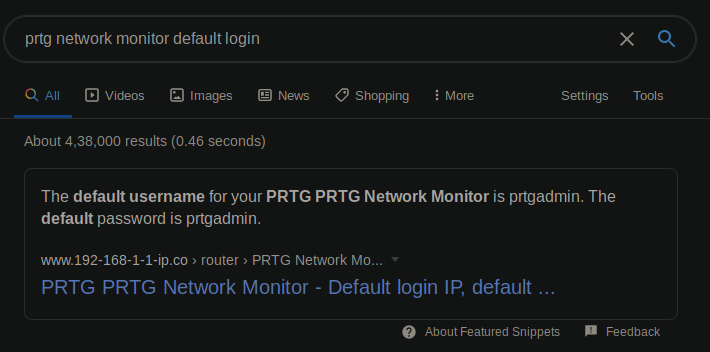 prtg network monitor default login
All Videos Images News Shopping More Settings Tools
About 4,38,000 results (0.46 seconds)
The default username for your PRTG PRTG Network Monitor is prtgadmin. The
default password is prtgadmin.
www.192-168-1-1-ip.co › router › PRTG Network Mo...
PRTG PRTG Network Monitor - Default login IP, default ...
About Featured Snippets Feedback